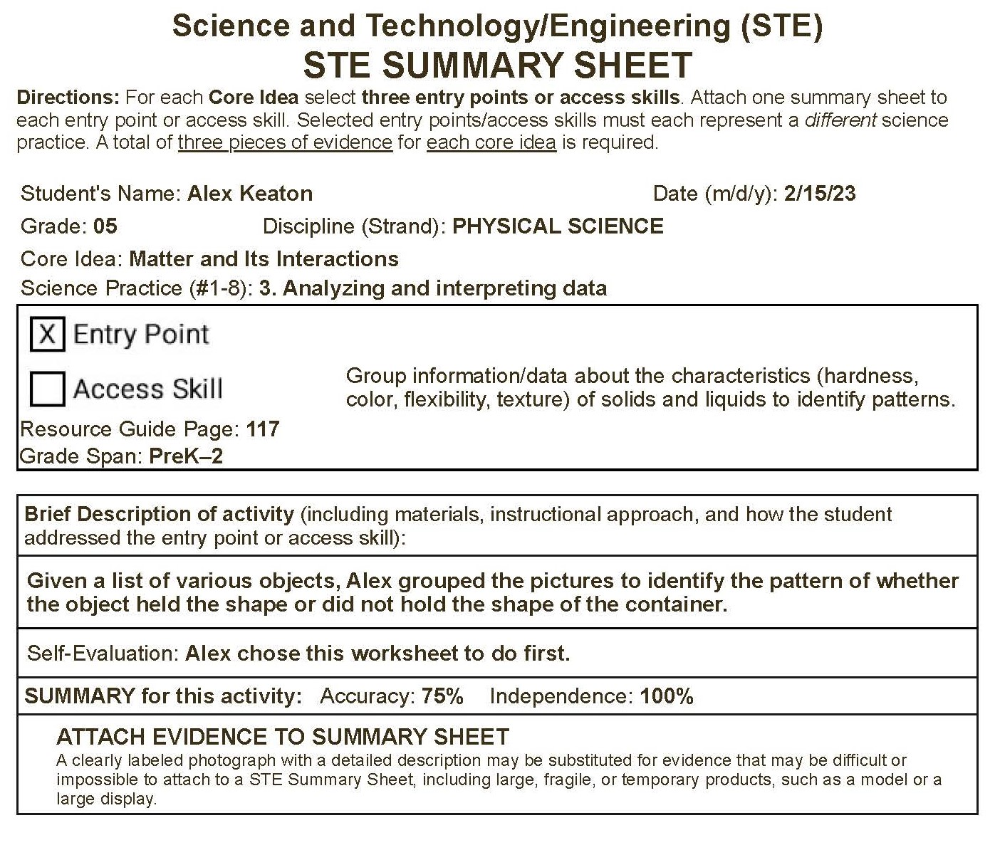 Science and Technology/Engineering (STE)
STE SUMMARY SHEET
Directions: For each Core Idea select three entry points or access skills. Attach one summary sheet to
each entry point or access skill. Selected entry points/access skills must each represent a different science
practice. A total of three pieces of evidence for each core idea is required.
Student's Name: Alex Keaton Date (m/d/y): 2/15/23
Grade: 05 Discipline (Strand): PHYSICAL SCIENCE
Core Idea: Matter and Its Interactions
Science Practice (#1-8): 3. Analyzing and interpreting data
X Entry Point
Access Skill
Group information/data about the characteristics (hardness,
color, flexibility, texture) of solids and liquids to identify patterns.
Resource Guide Page: 117
Grade Span: PreK–2
Brief Description of activity (including materials, instructional approach, and how the student
addressed the entry point or access skill):
Given a list of various objects, Alex grouped the pictures to identify the pattern of whether
the object held the shape or did not hold the shape of the container.
Self-Evaluation: Alex chose this worksheet to do first.
SUMMARY for this activity: Accuracy: 75% Independence: 100%
ATTACH EVIDENCE TO SUMMARY SHEET
A clearly labeled photograph with a detailed description may be substituted for evidence that may be difficult or
impossible to attach to a STE Summary Sheet, including large, fragile, or temporary products, such as a model or a
large display.